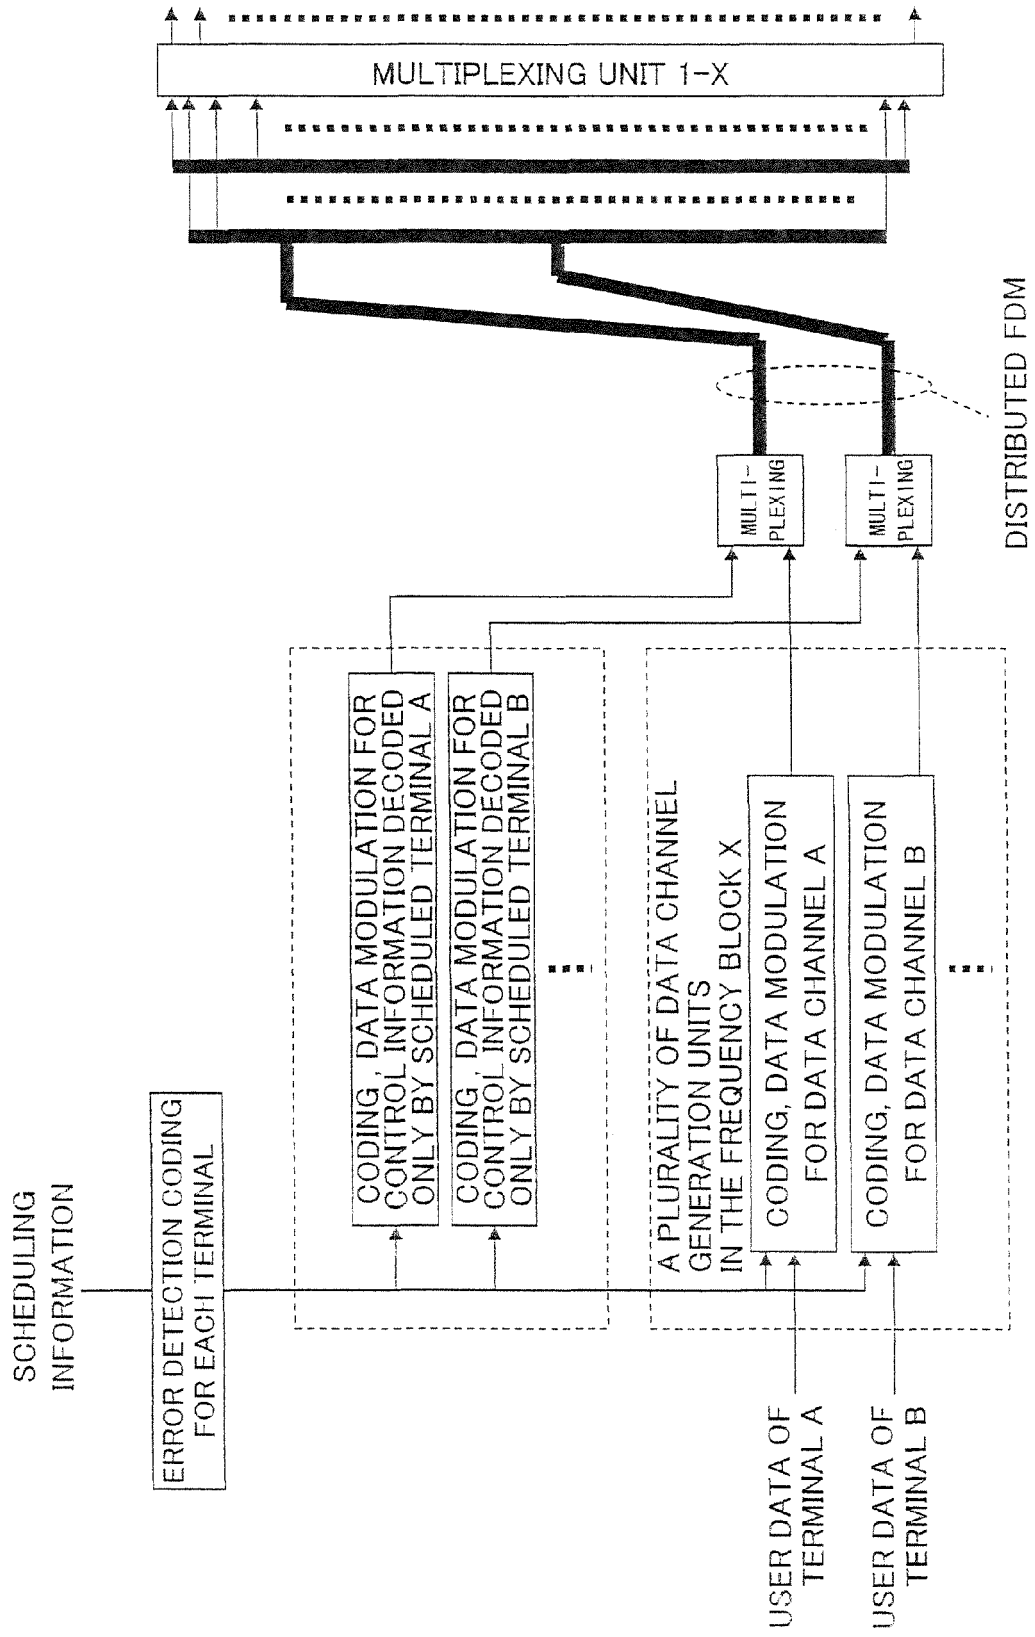 SCHEDULING
INFORMATION
ERROR DETECTION CODING
FOR EACH TERMINAL
CODING, DATA MODULATION FOR
CONTROL INFORMATION DECODED
ONLY BY SCHEDULED TERMINAL A
CODING, DATA MODULATION FOR
CONTROL INFORMATION DECODED
ONLY BY SCHEDULED TERMINAL B
A PLURALITY OF DATA CHANNEL
GENERATION UNITS
IN THE FREQUENCY BLOCK X
CODING, DATA MODULATION
FOR DATA CHANNEL A
CODING, DATA MODULATION
FOR DATA CHANNEL B
USER DATA OF
TERMINAL A
USER DATA OF
TERMINAL B
MULTI-
PLEXING
MULTI-
PLEXING
DISTRIBUTED FDM
MULTIPLEXING UNIT 1-X